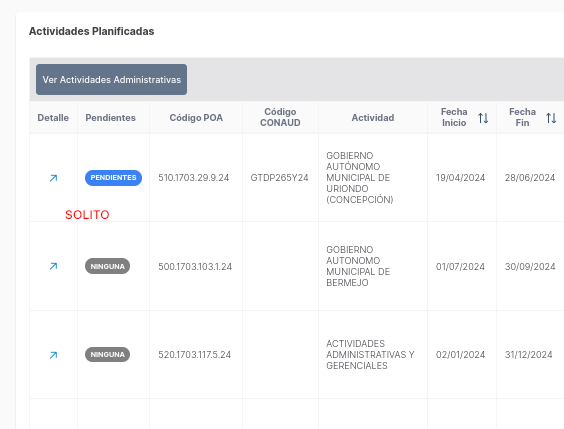 Actividades Planificadas
Ver Actividades Administrativas
Detalle Pendientes Código POA Código CONAUD Actividad Fecha Inicio Fecha Fin
PENDIENTES 510.1703.29.9.24 GTDP265Y24 GOBIERNO AUTÓNOMO MUNICIPAL DE URIONDO (CONCEPCIÓN) 19/04/2024 28/06/2024
SOLITO
NINGUNA 500.1703.103.1.24 GOBIERNO AUTONOMO MUNICIPAL DE BERMEJO 01/07/2024 30/09/2024
NINGUNA 520.1703.117.5.24 ACTIVIDADES ADMINISTRATIVAS Y GERENCIALES 02/01/2024 31/12/2024